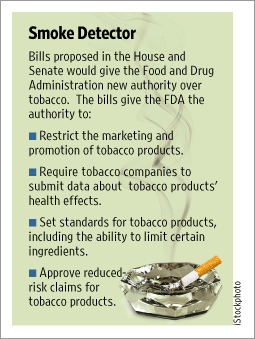 Smoke Detector
Bills proposed in the House and
Senate would give the Food and Drug
Administration new authority over
tobacco. The bills give the FDA the
authority to:
■ Restrict the marketing and
promotion of tobacco products.
■ Require tobacco companies to
submit data about tobacco products'
health effects.
■ Set standards for tobacco products,
including the ability to limit certain
ingredients.
■ Approve reduced-
risk claims for
tobacco products.
iStockphoto